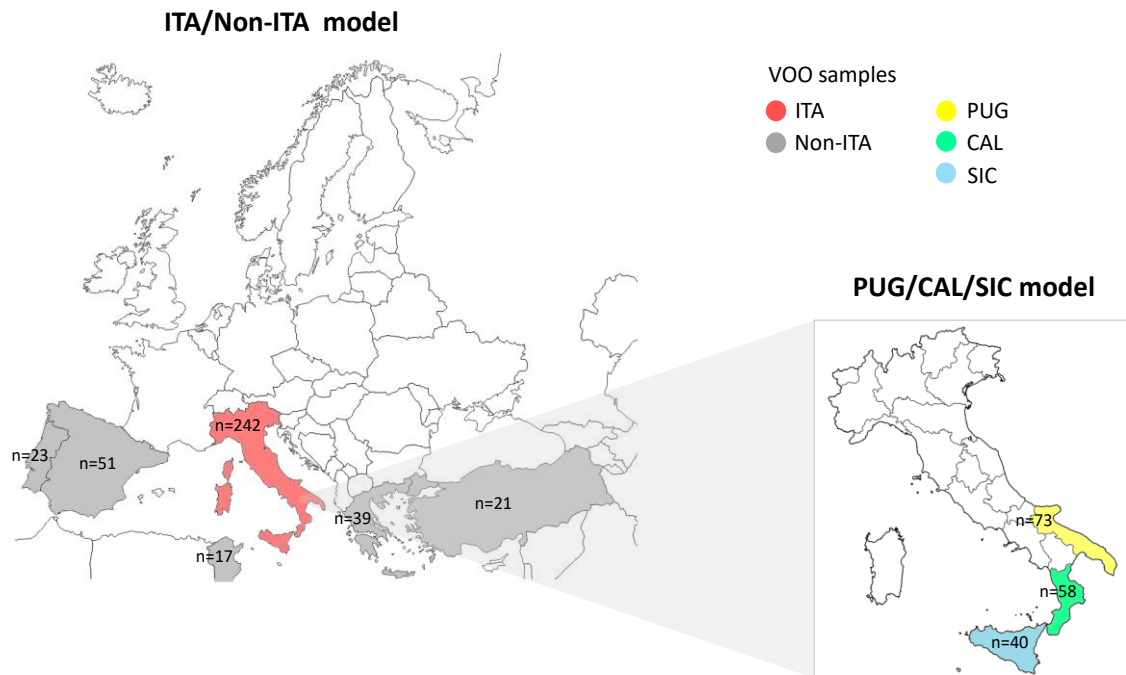 ITA/Non-ITA model
VOO samples
ITA
PUG
Non-ITA
CAL
SIC
PUG/CAL/SIC model
n=242
n=23
n=51
n=21
n=39
n=17
n=73
n=58
n=40